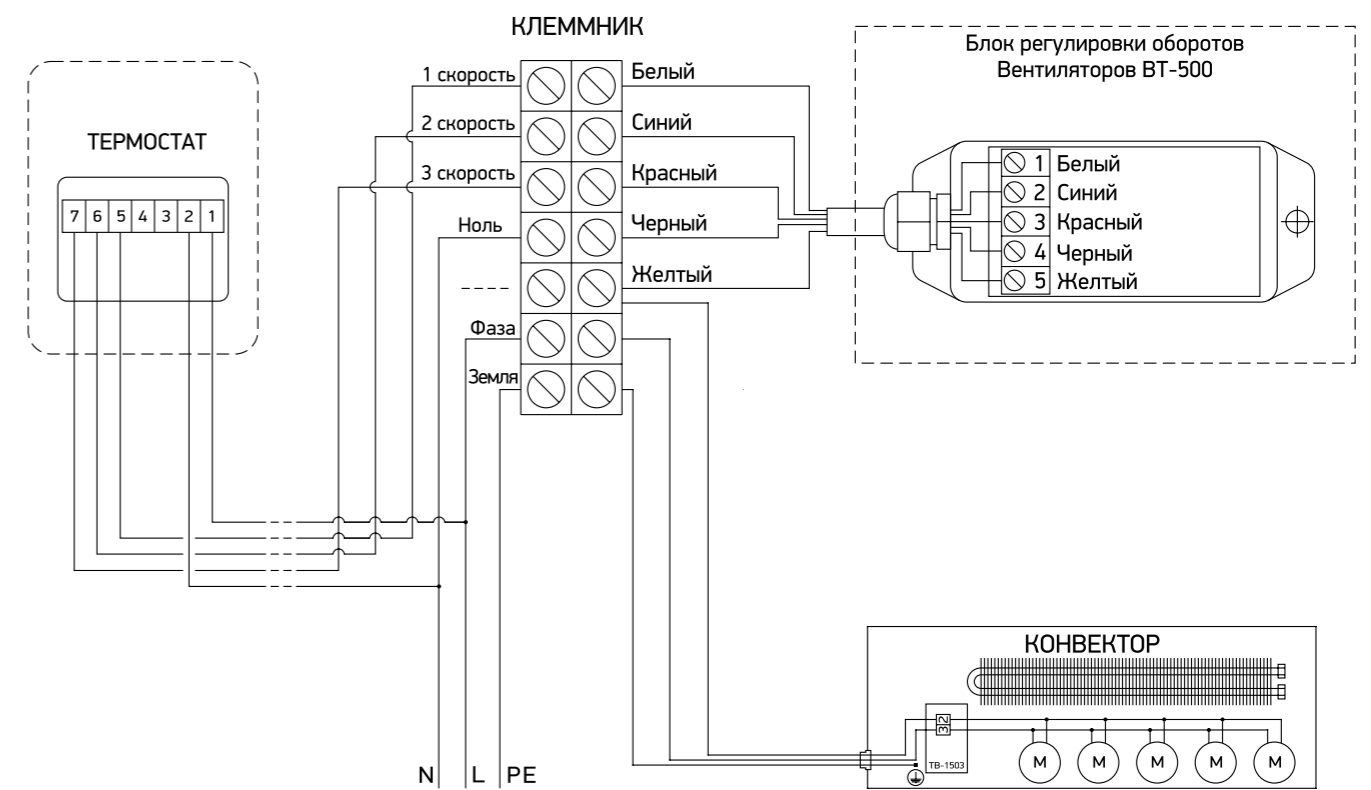 КЛЕММНИК
Блок регулировки оборотов
Вентиляторов ВТ-500
ТЕРМОСТАТ
7 6 5 4 3 2 1
1 скорость
Белый
2 скорость
Синий
3 скорость
Красный
Ноль
Черный
----
Желтый
Фаза
Земля
1 Белый
2 Синий
3 Красный
4 Черный
5 Желтый
КОНВЕКТОР
3 2
ТВ-1503
М М М М М
N L PE